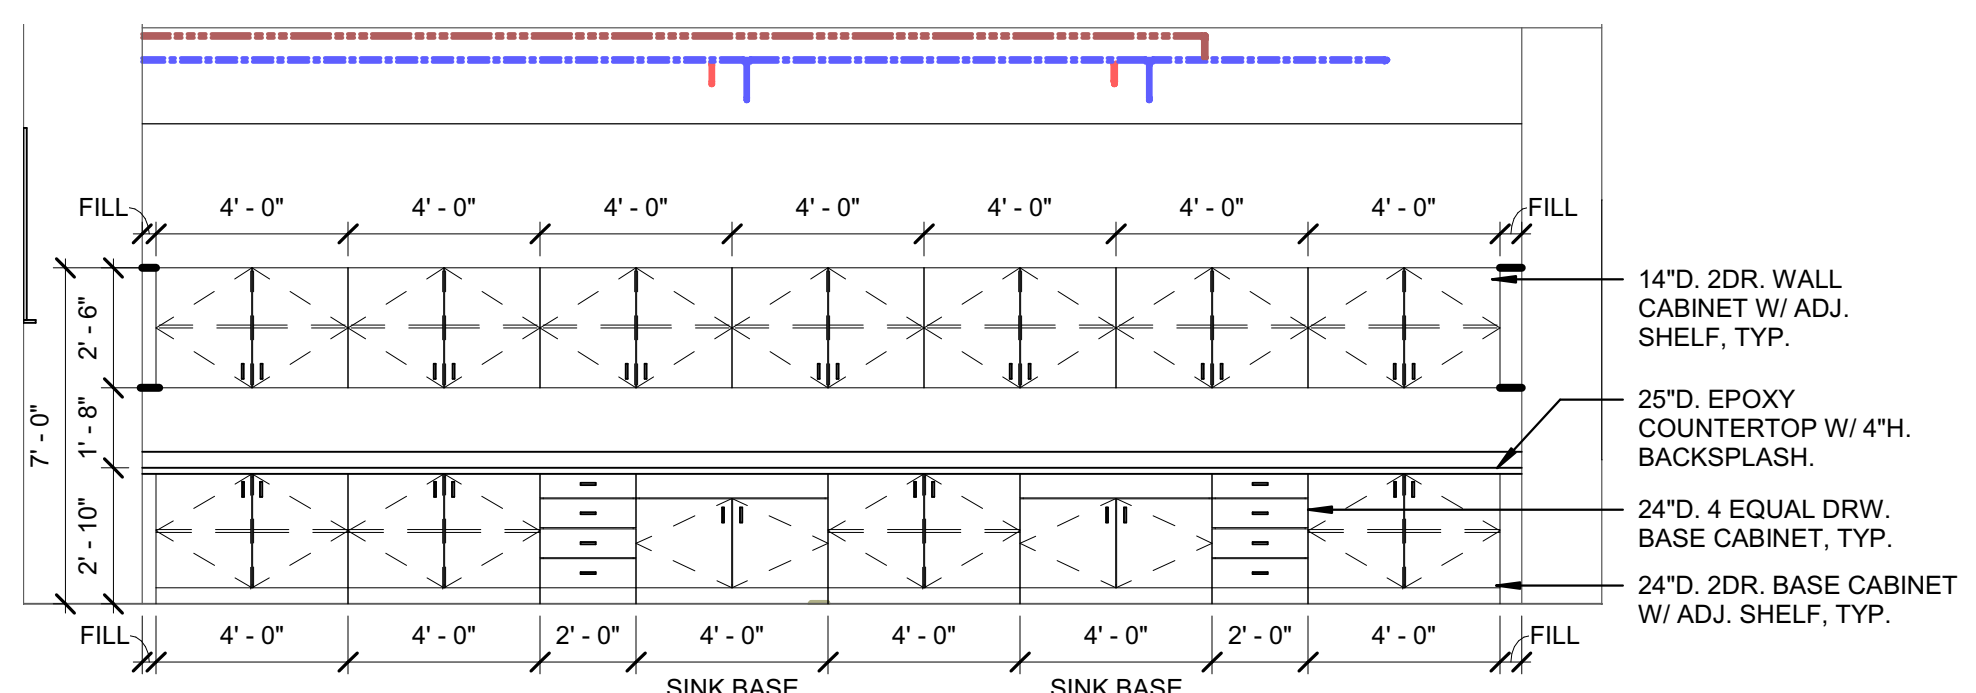 FILL 4' - 0" 4' - 0" 4' - 0" 4' - 0" 4' - 0" 4' - 0" 4' - 0" FILL
14"D. 2DR. WALL
CABINET W/ ADJ.
SHELF, TYP.
2' - 6"
1' - 8"
7' - 0"
2' - 10"
25"D. EPOXY
COUNTERTOP W/ 4"H.
BACKSPLASH.
24"D. 4 EQUAL DRW.
BASE CABINET, TYP.
24"D. 2DR. BASE CABINET
W/ ADJ. SHELF, TYP.
FILL 4' - 0" 4' - 0" 2' - 0" 4' - 0" 4' - 0" 4' - 0" 2' - 0" 4' - 0" FILL
SINK BASE SINK BASE